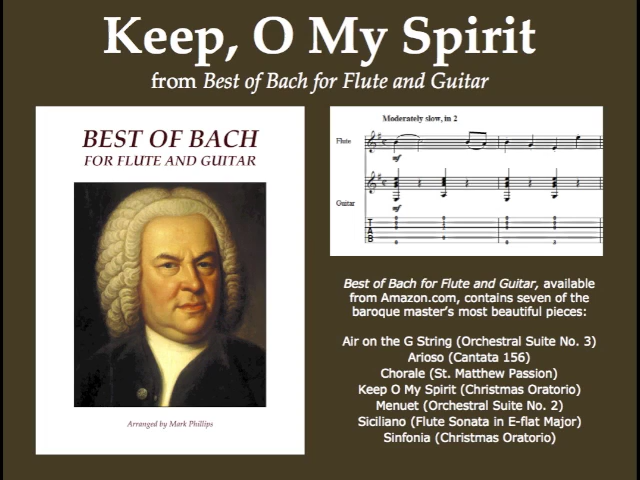 Keep, O My Spirit
from Best of Bach for Flute and Guitar
BEST OF BACH
FOR FLUTE AND GUITAR
Arranged by Mark Phillips
Moderately slow, in 2
Flute
mf
Guitar
mf
Best of Bach for Flute and Guitar, available
from Amazon.com, contains seven of the
baroque master's most beautiful pieces:
Air on the G String (Orchestral Suite No. 3)
Arioso (Cantata 156)
Chorale (St. Matthew Passion)
Keep O My Spirit (Christmas Oratorio)
Menuet (Orchestral Suite No. 2)
Siciliano (Flute Sonata in E-flat Major)
Sinfonia (Christmas Oratorio)